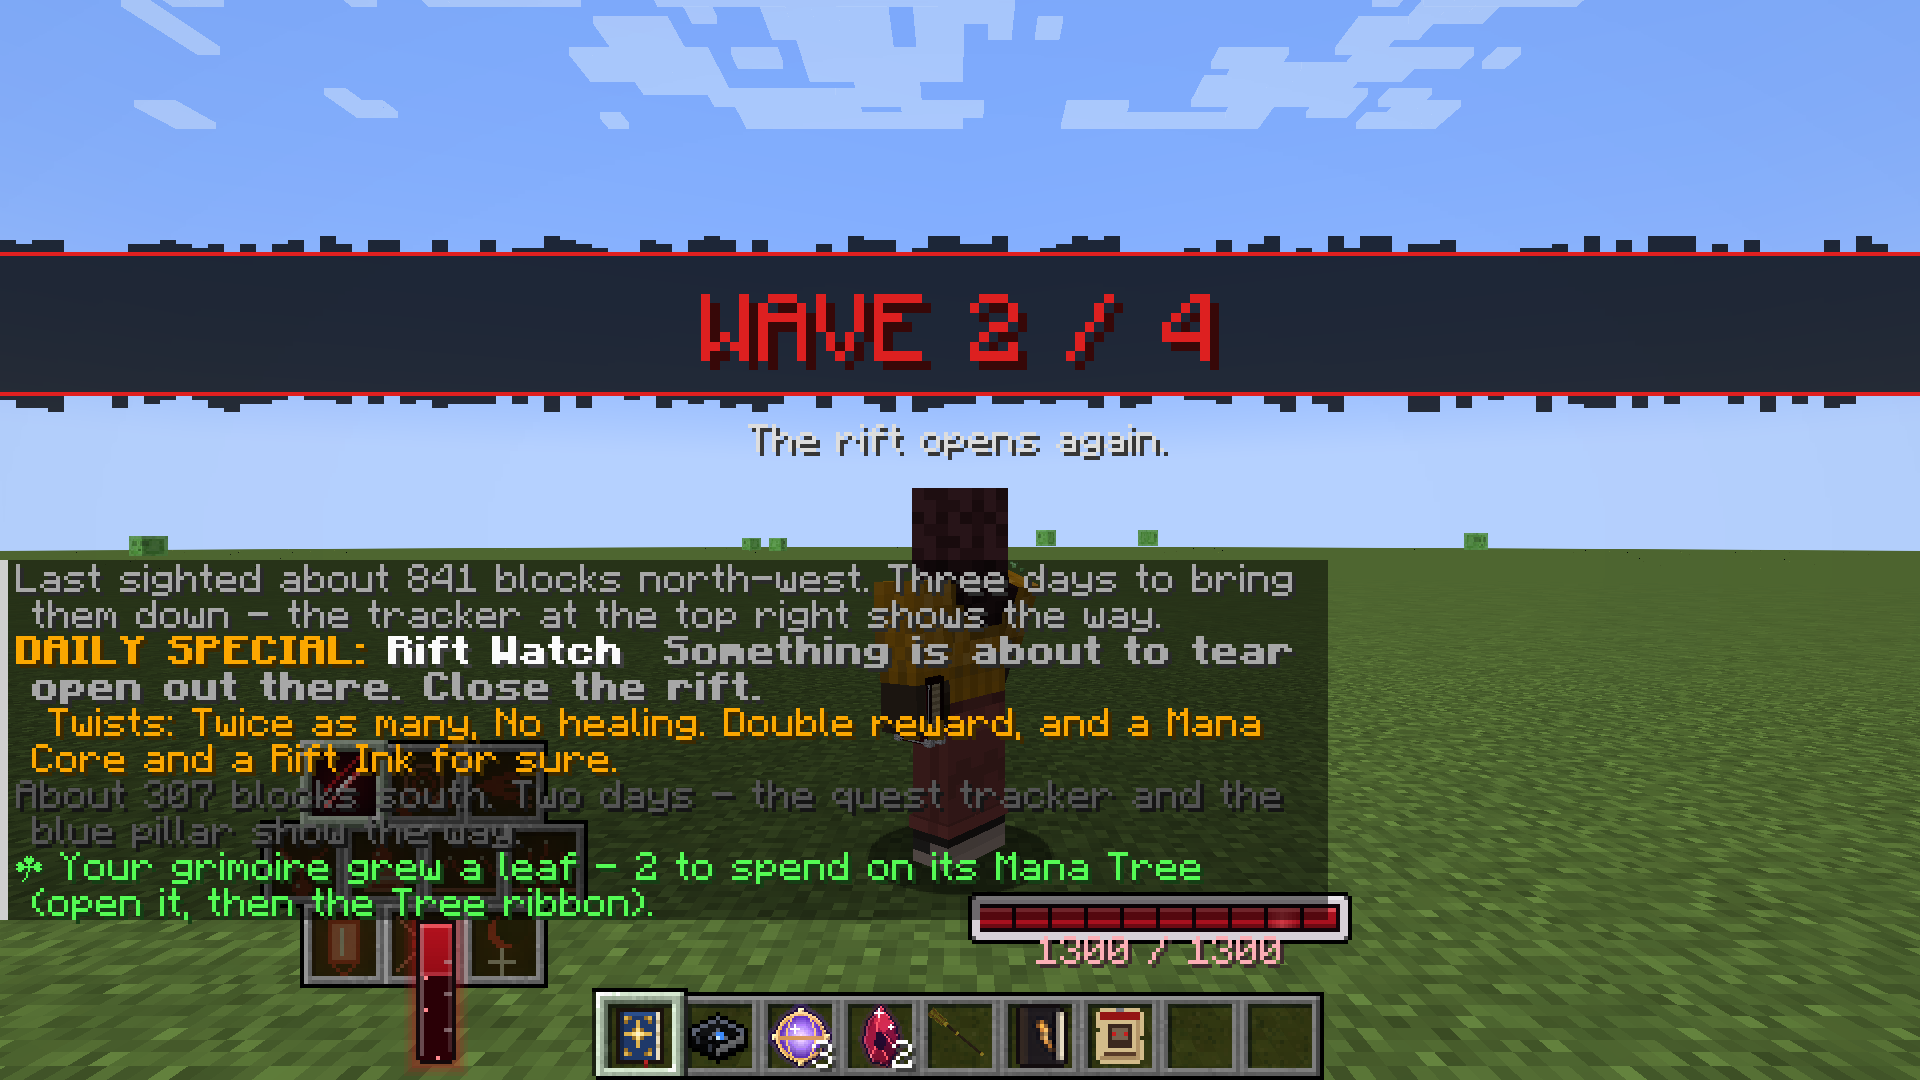 WAVE 2 / 4
The rift opens again.
Last sighted about 841 blocks north-west. Three days to bring
them down - the tracker at the top right shows the way.
DAILY SPECIAL: Rift Watch Something is about to tear
open out there. Close the rift.
Twists: Twice as many, No healing. Double reward, and a Mana
Core and a Rift Ink for sure.
About 307 blocks south. Two days - the quest tracker and the
blue pillar show the way.
☘ Your grimoire grew a leaf - 2 to spend on its Mana Tree
(open it, then the Tree ribbon).
1300 / 1300
3
2